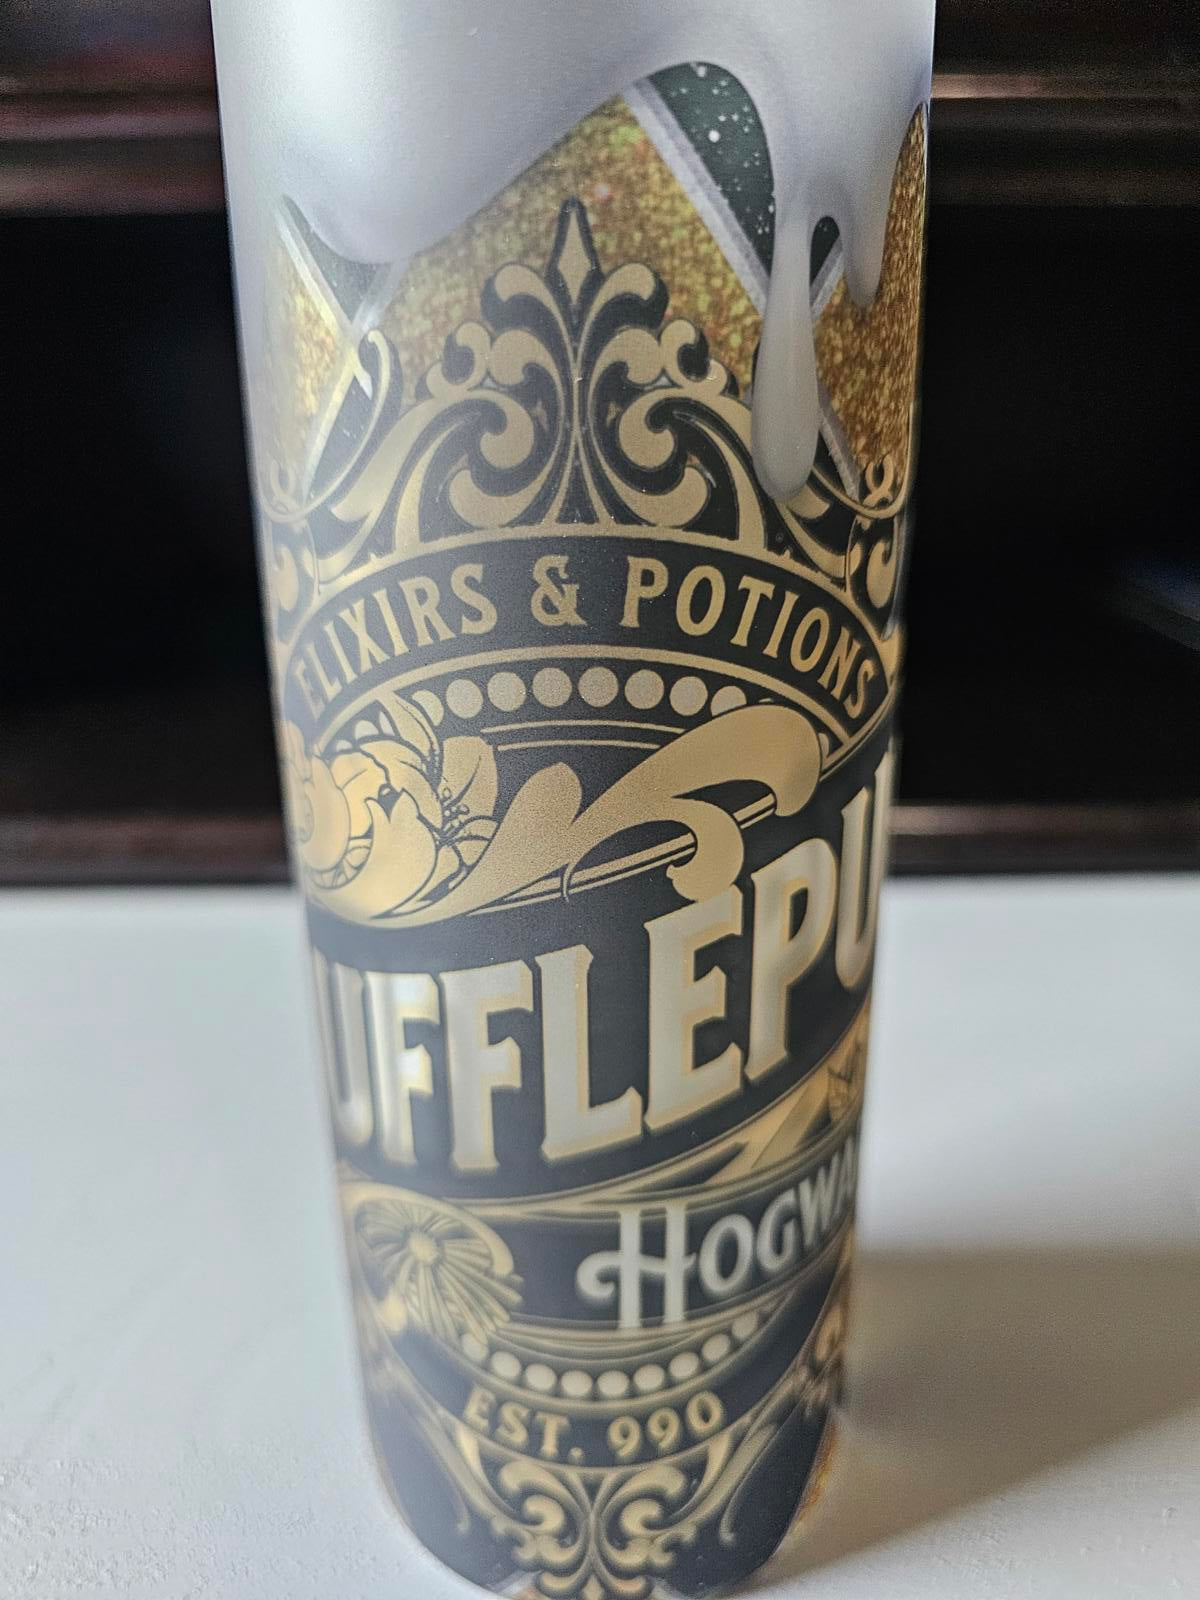 ELIXIRS & POTIONS
UFFLEPU
HOGWA
EST. 990